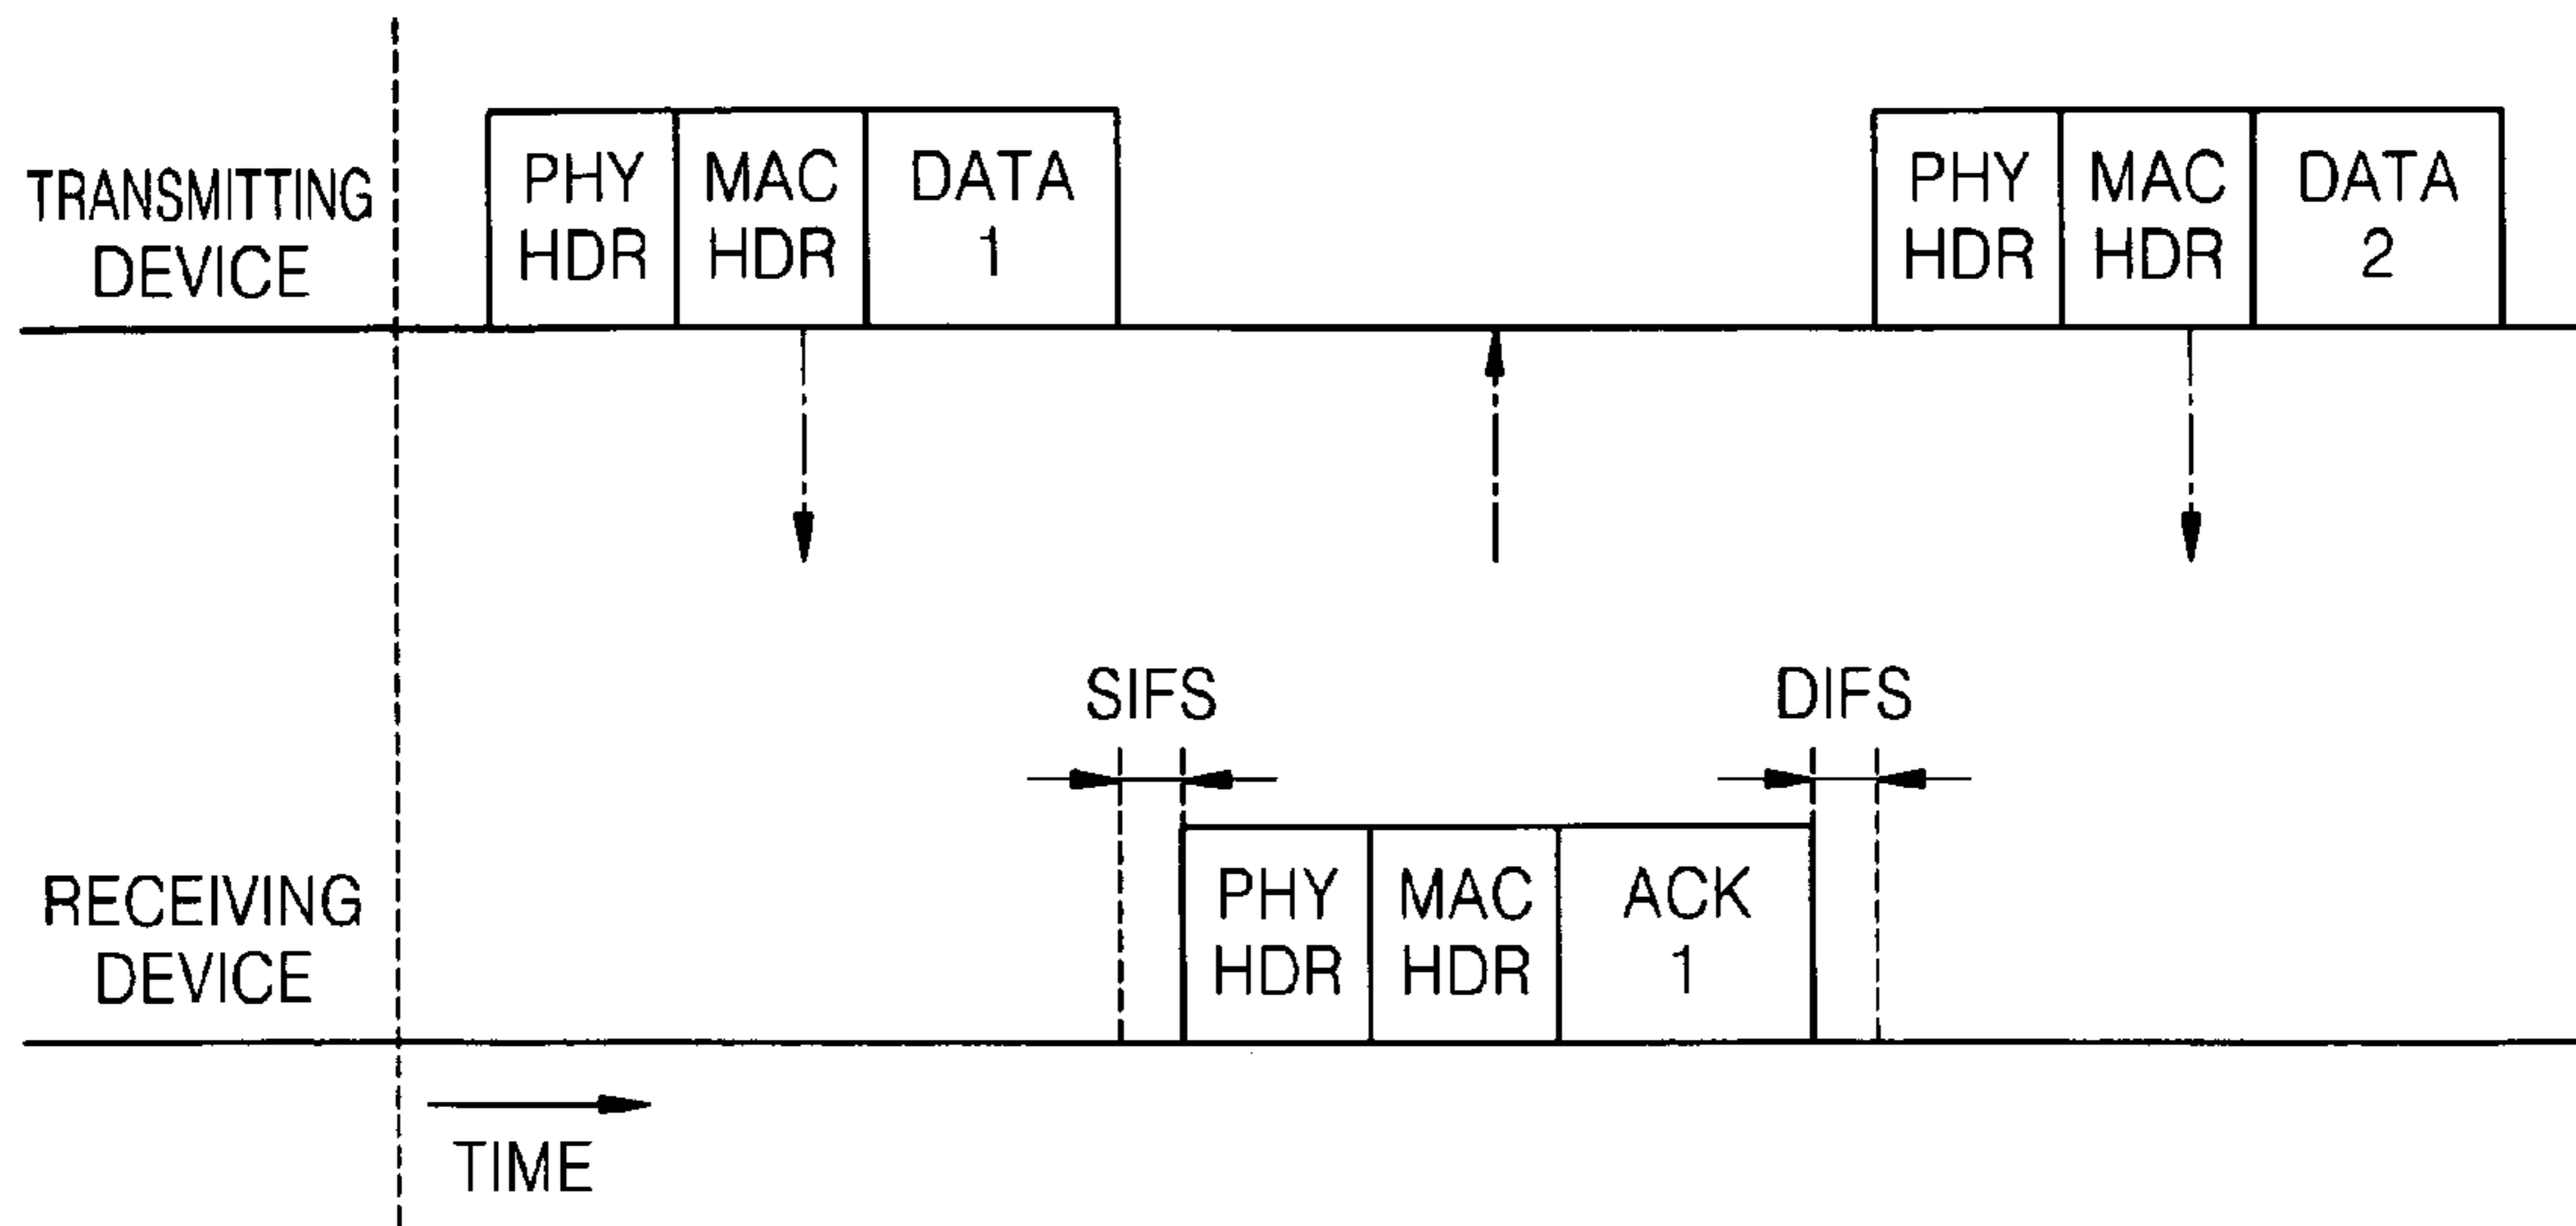 TRANSMITTING
DEVICE
PHY
HDR
MAC
HDR
DATA
1
PHY
HDR
MAC
HDR
DATA
2
SIFS
DIFS
RECEIVING
DEVICE
PHY
HDR
MAC
HDR
ACK
1
TIME